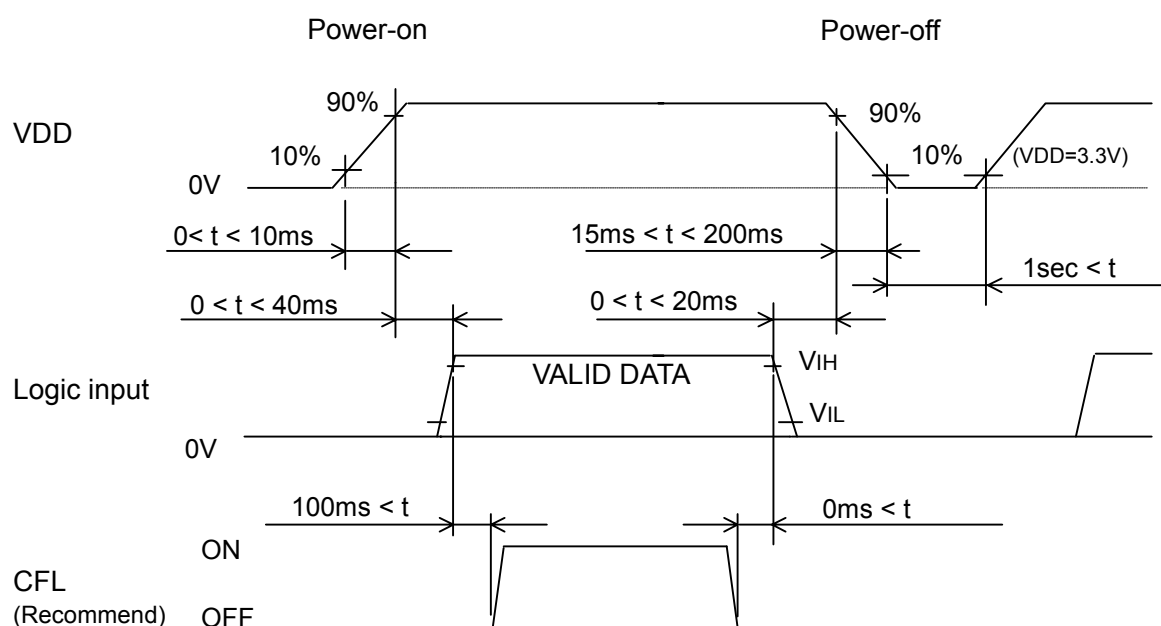 Power-on Power-off
90% 90%
VDD
10% 10% (VDD=3.3V)
0V
0< t < 10ms 15ms < t < 200ms
1sec < t
0 < t < 40ms 0 < t < 20ms
VIH
VALID DATA
Logic input
VIL
0V
100ms < t 0ms < t
ON
CFL
(Recommend) OFF